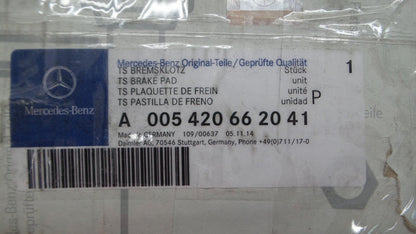 Mercedes-Benz Original-Teile/Geprüfte Qualität
TS BREMSKLOTZ Stück 1
TS BRAKE PAD unit
TS PLAQUETTE DE FREIN unité P
TS PASTILLA DE FRENO unidad
Mercedes-Benz
A 005 420 66 20 41
GERMANY 109/00637 05.11.14
Daimler AG, 70546 Stuttgart, Germany, Phone +49(0)711/17-0